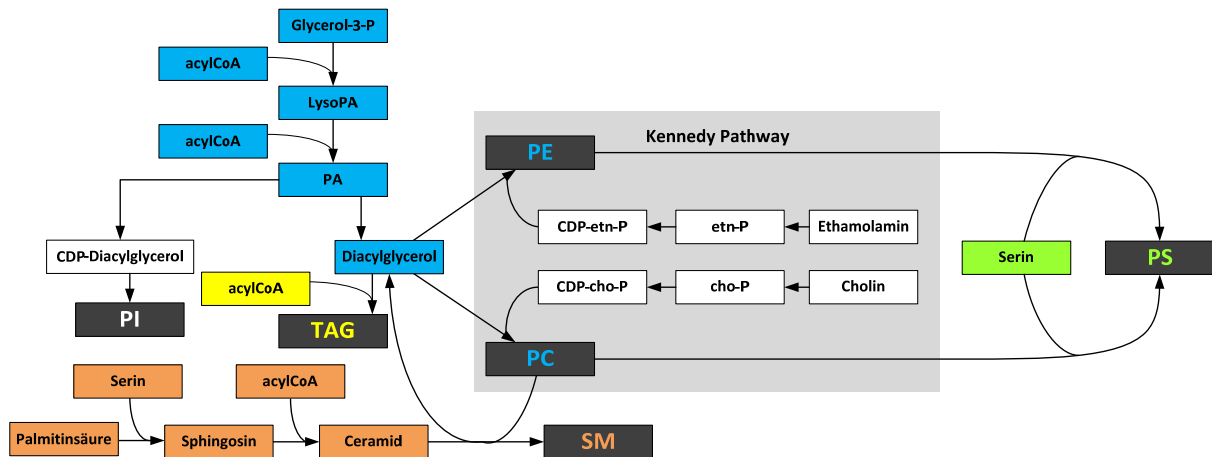 Glycerol-3-P
acylCoA
LysoPA
acylCoA
PA
Kennedy Pathway
PE
CDP-etn-P
etn-P
Ethamolamin
CDP-Diacylglycerol
Diacylglycerol
Serin
PS
acylCoA
CDP-cho-P
cho-P
Cholin
PI
TAG
PC
Serin
acylCoA
Palmitinsäure
Sphingosin
Ceramid
SM